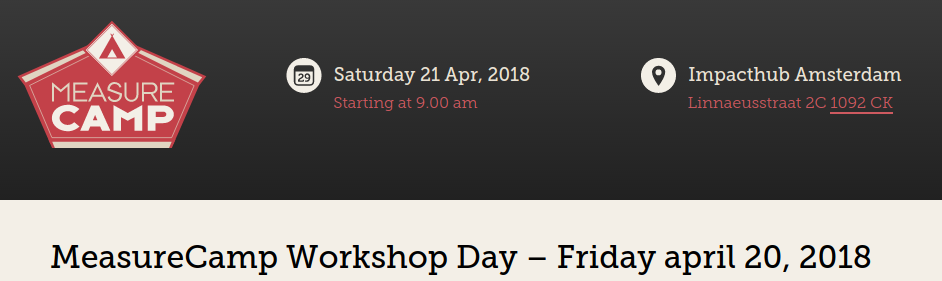 MEASURE
CAMP
29
Saturday 21 Apr, 2018
Starting at 9.00 am
Impacthub Amsterdam
Linnaeusstraat 2C 1092 CK
MeasureCamp Workshop Day – Friday april 20, 2018